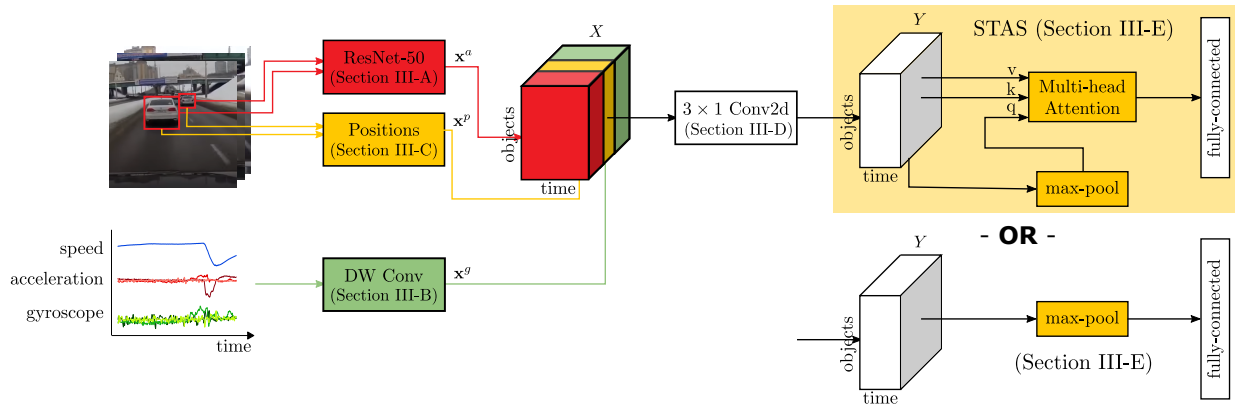 ResNet-50
(Section III-A)
x^a
Positions
(Section III-C)
x^p
speed
acceleration
gyroscope
time
DW Conv
(Section III-B)
x^g
X
objects
time
3 × 1 Conv2d
(Section III-D)
STAS (Section III-E)
Y
objects
time
v
k
q
Multi-head
Attention
max-pool
fully-connected
- OR -
Y
objects
time
max-pool
(Section III-E)
fully-connected